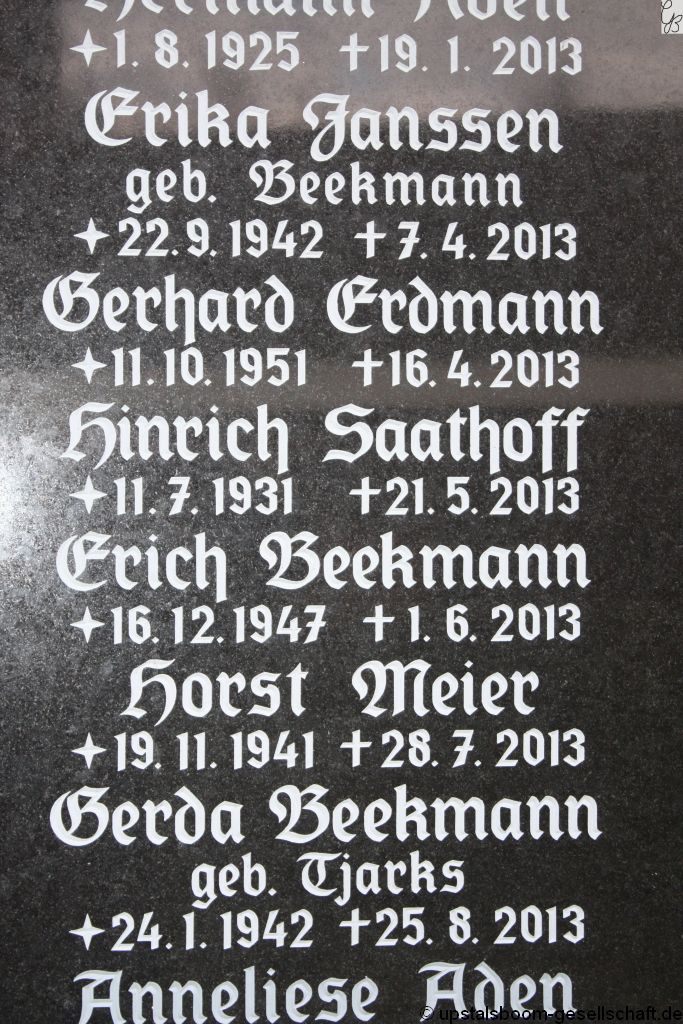 Hermann Aden
✦1. 8. 1925 †19. 1. 2013
Erika Janssen
geb. Beekmann
✦22. 9. 1942 †7. 4. 2013
Gerhard Erdmann
✦11. 10. 1951 †16. 4. 2013
Hinrich Saathoff
✦11. 7. 1931 †21. 5. 2013
Erich Beekmann
✦16. 12. 1947 † 1. 6. 2013
Horst Meier
✦19. 11. 1941 †28. 7. 2013
Gerda Beekmann
geb. Tjarks
✦24. 1. 1942 †25. 8. 2013
Anneliese Aden
© upstalsboom-gesellschaft.de